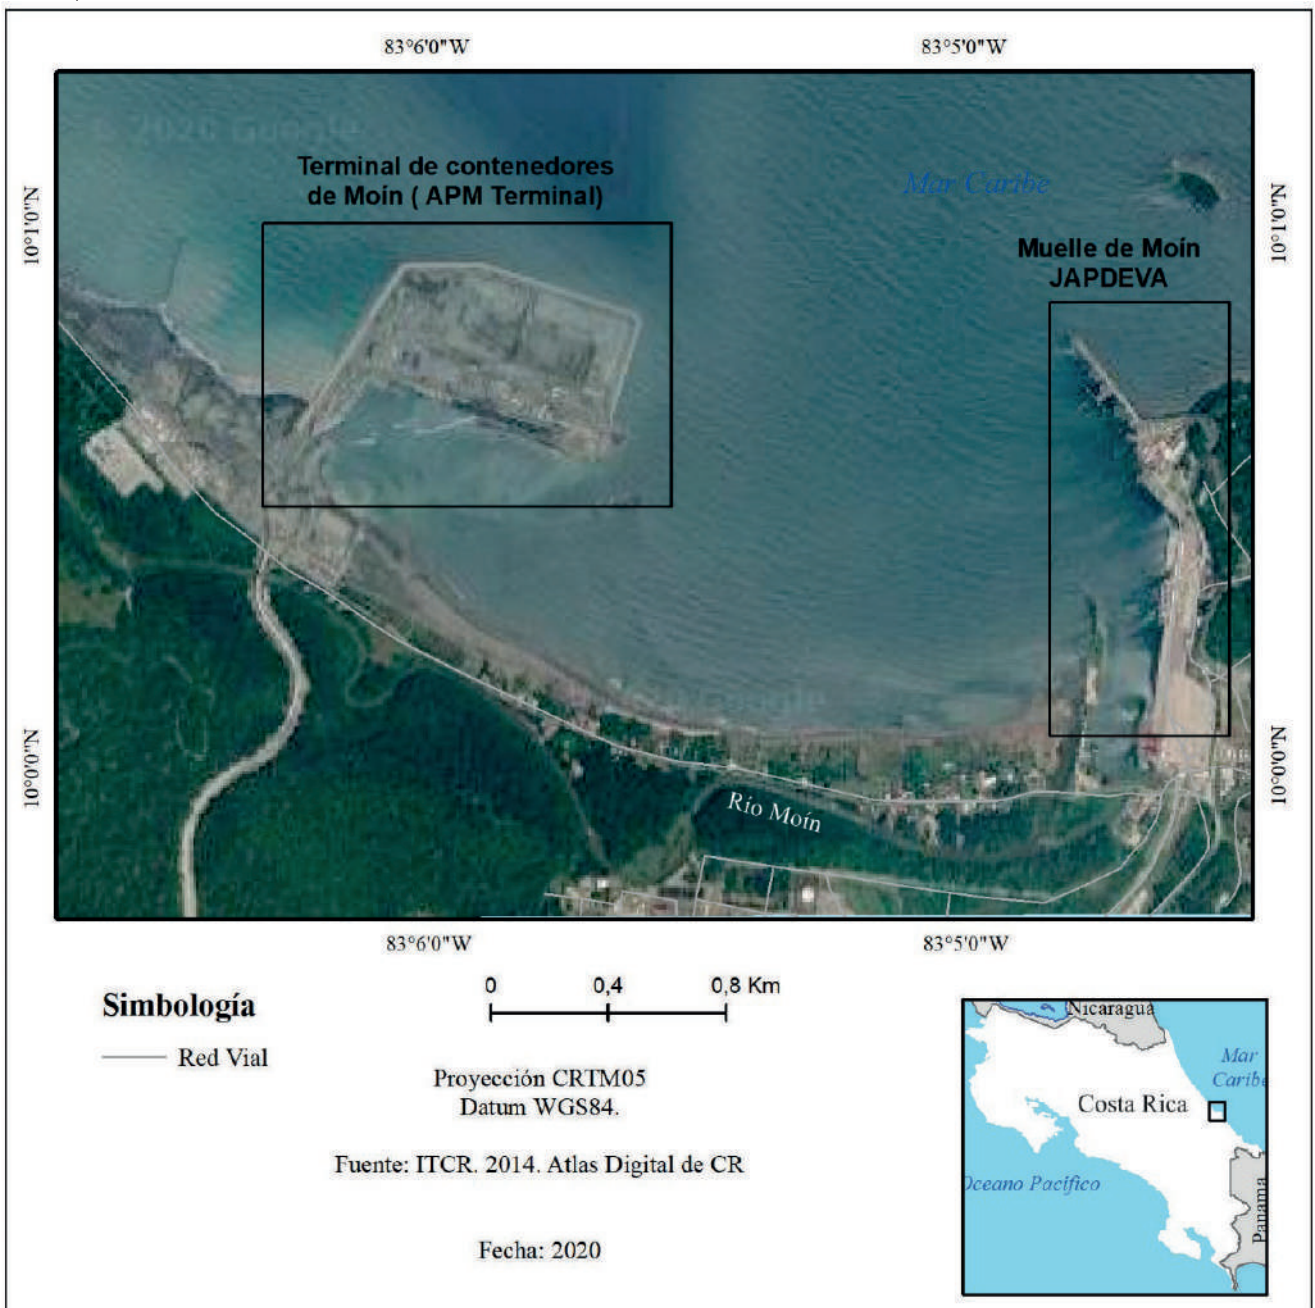 83°6'0"W
83°5'0"W
© 2020 Google
Terminal de contenedores
de Moín ( APM Terminal)
Mar Caribe
10°1'0"N
10°1'0"N
Muelle de Moín
JAPDEVA
Google
10°0'0"N
10°0'0"N
Río Moín
83°6'0"W
83°5'0"W
Simbología
Red Vial
0
0,4
0,8 Km
Proyección CRTM05
Datum WGS84.
Fuente: ITCR. 2014. Atlas Digital de CR
Fecha: 2020
Nicaragua
Mar
Caribe
Costa Rica
Oceano Pacífico
Panama